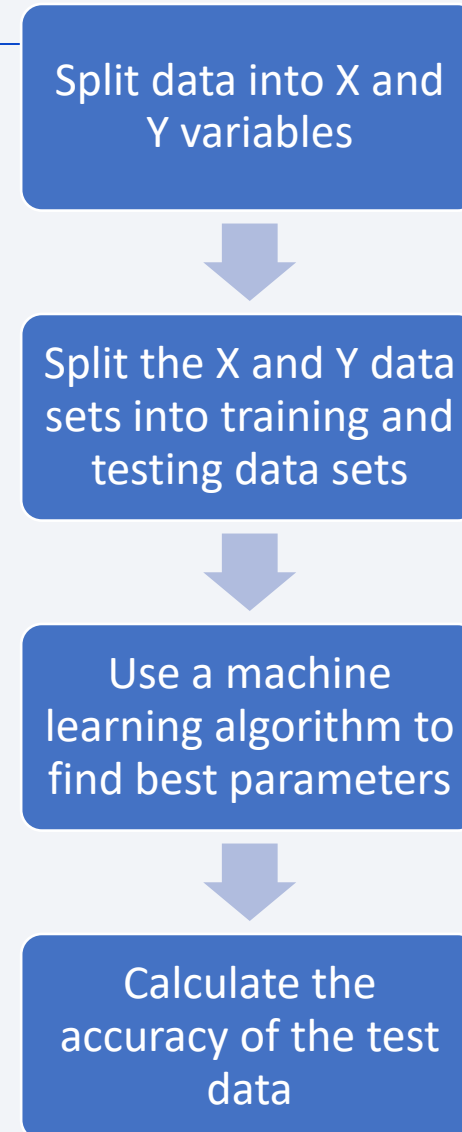 Split data into X and
Y variables
Split the X and Y data
sets into training and
testing data sets
Use a machine
learning algorithm to
find best parameters
Calculate the
accuracy of the test
data